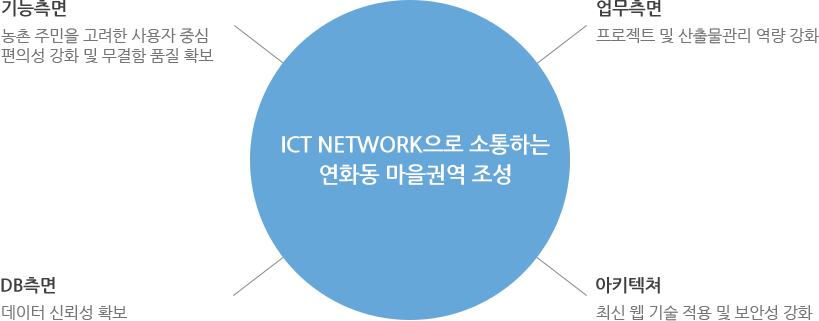 기능측면
농촌 주민을 고려한 사용자 중심
편의성 강화 및 무결함 품질 확보
업무측면
프로젝트 및 산출물관리 역량 강화
ICT NETWORK으로 소통하는
연화동 마을권역 조성
DB측면
데이터 신뢰성 확보
아키텍쳐
최신 웹 기술 적용 및 보안성 강화